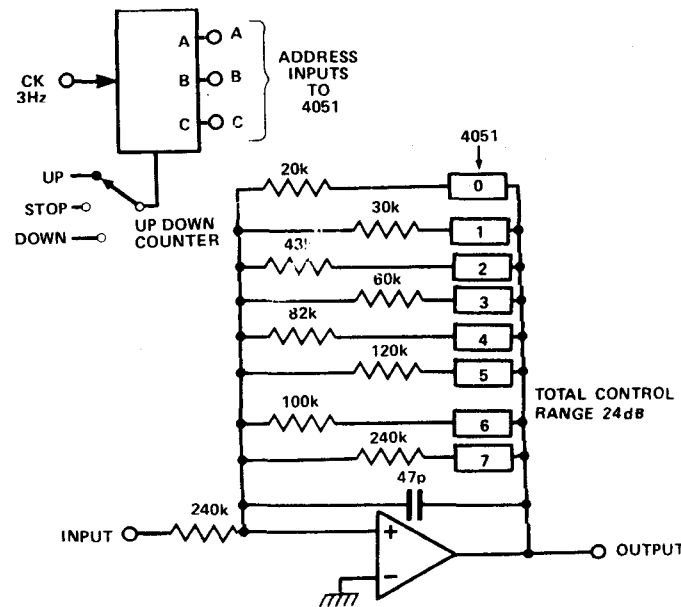 CK
3Hz
A
B
C
A
B
C
ADDRESS
INPUTS
TO
4051
UP
STOP
DOWN
UP DOWN
COUNTER
4051
20k
0
30k
1
2
60k
3
82k
4
120k
5
100k
6
240k
7
TOTAL CONTROL
RANGE 24dB
47p
240k
INPUT
+
−
OUTPUT